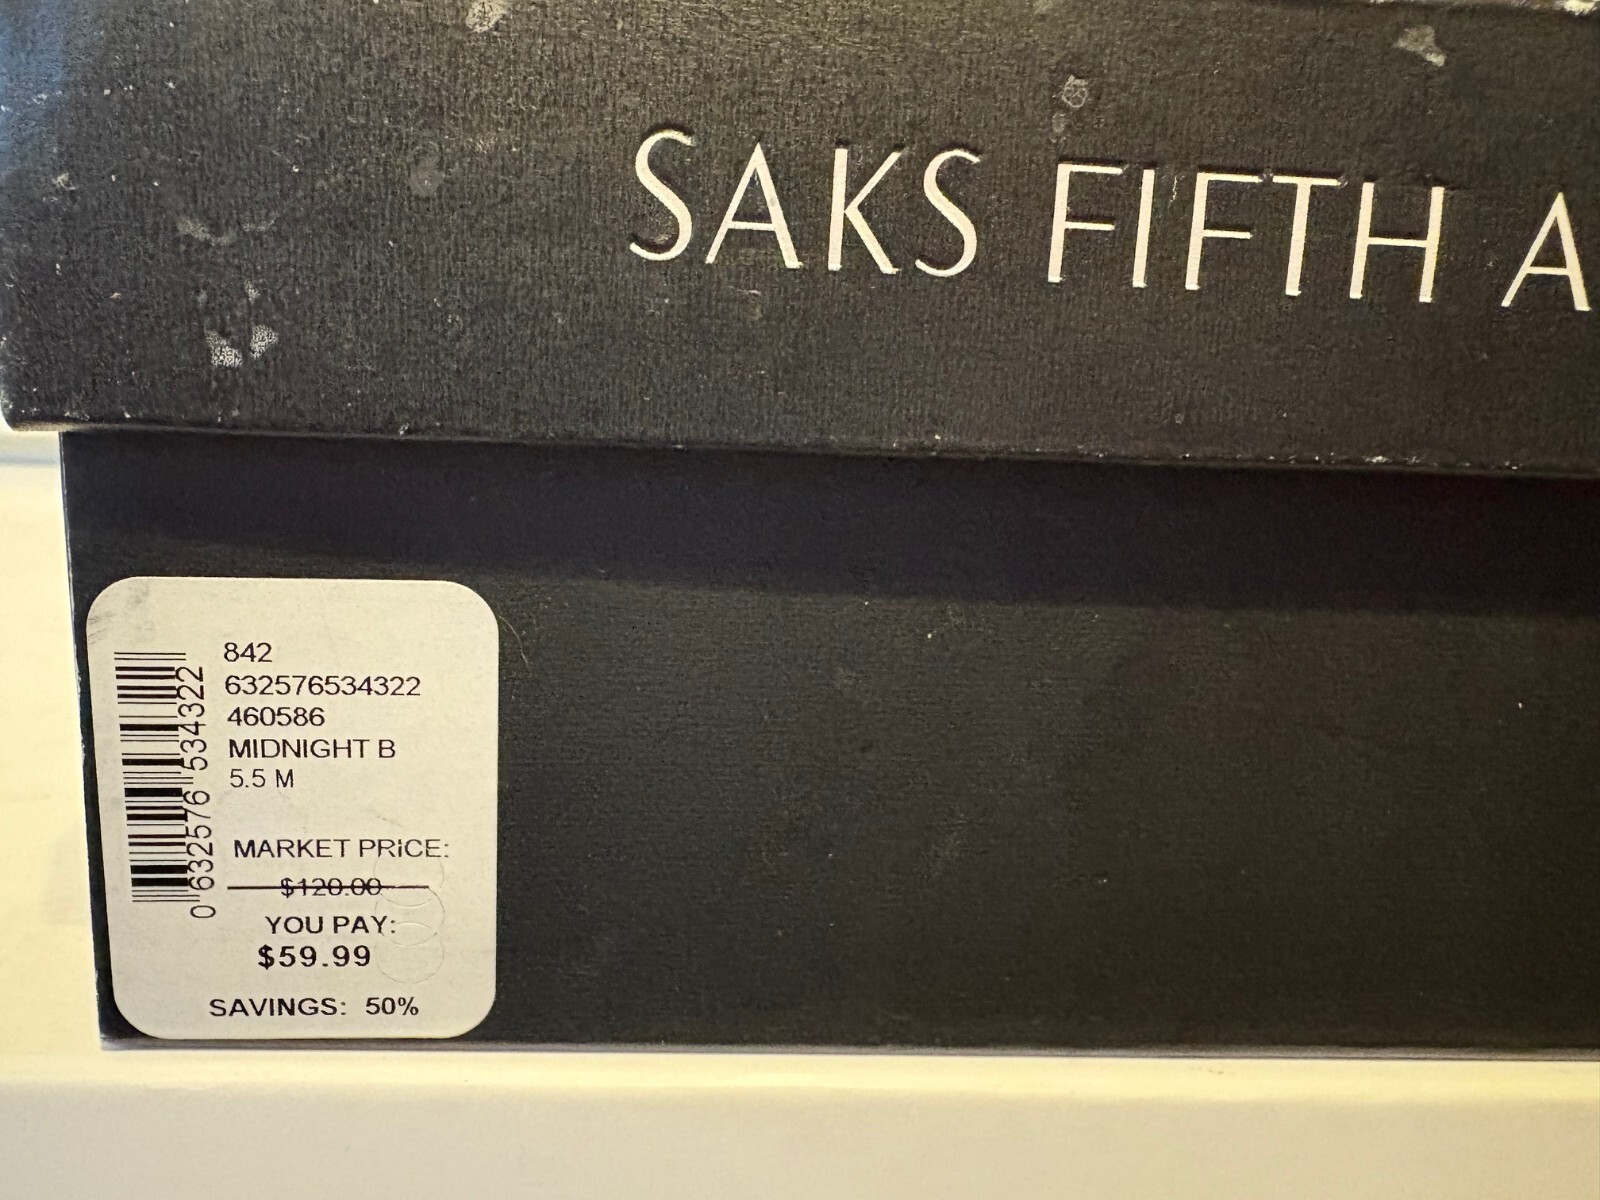 SAKS FIFTH A
842
632576534322
460586
MIDNIGHT B
5.5 M
0 632576 534322
MARKET PRICE:
$120.00
YOU PAY:
$59.99
SAVINGS: 50%